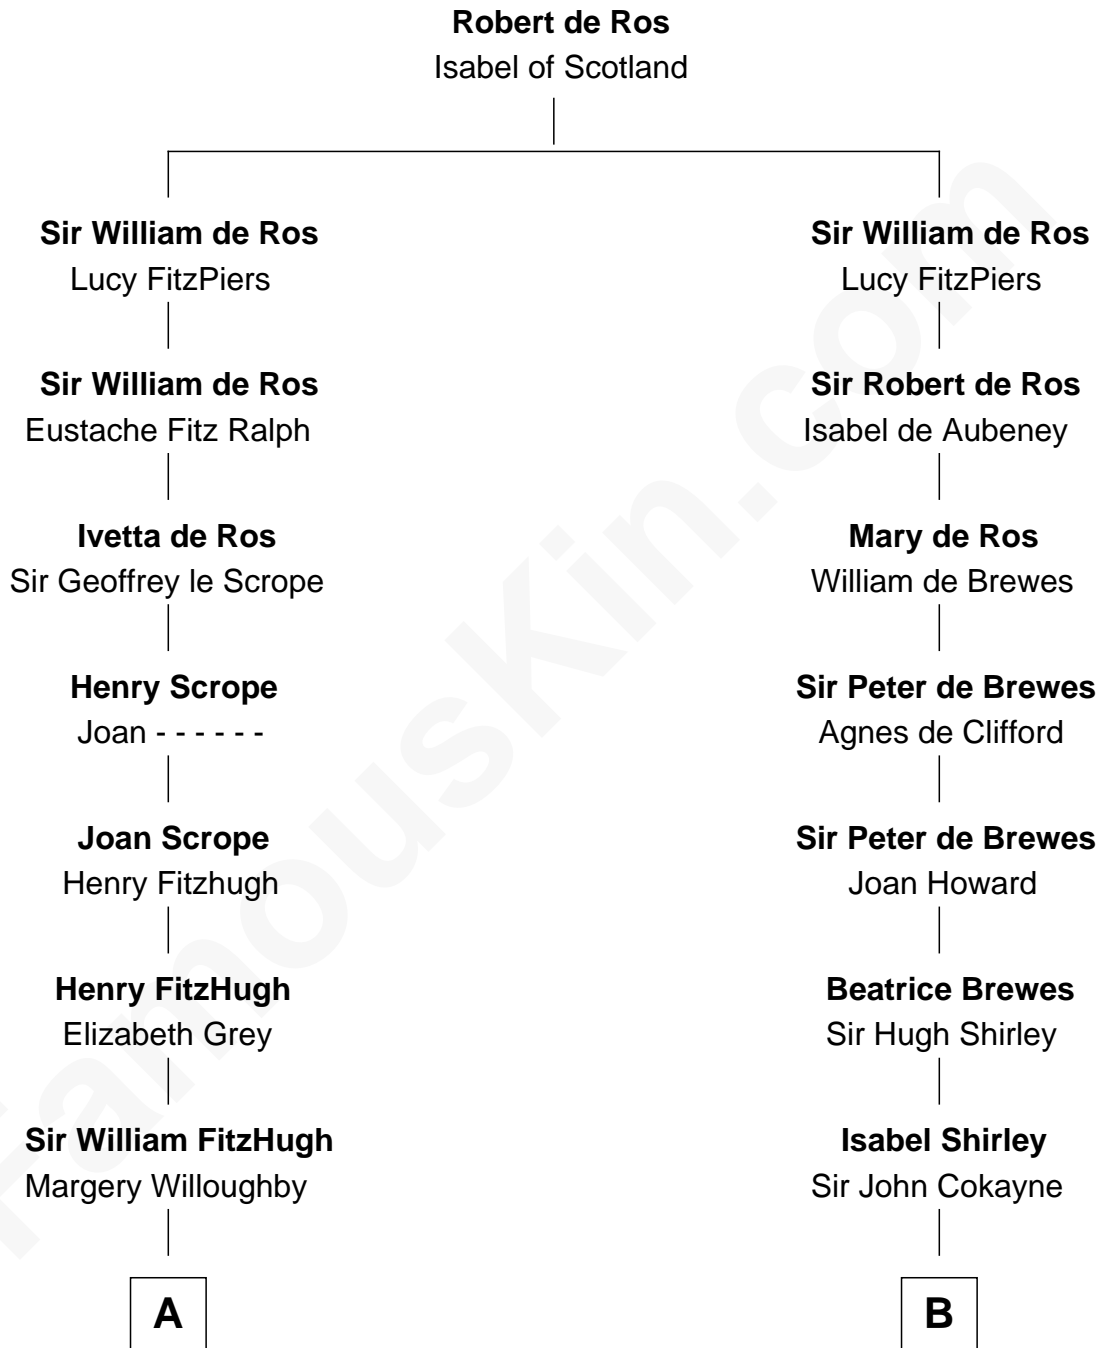 Robert de Ros
Isabel of Scotland
Sir William de Ros
Lucy FitzPiers
Sir William de Ros
Eustache Fitz Ralph
Ivetta de Ros
Sir Geoffrey le Scrope
Henry Scrope
Joan - - - - - -
Joan Scrope
Henry Fitzhugh
Henry FitzHugh
Elizabeth Grey
Sir William FitzHugh
Margery Willoughby
A
Sir William de Ros
Lucy FitzPiers
Sir Robert de Ros
Isabel de Aubeney
Mary de Ros
William de Brewes
Sir Peter de Brewes
Agnes de Clifford
Sir Peter de Brewes
Joan Howard
Beatrice Brewes
Sir Hugh Shirley
Isabel Shirley
Sir John Cokayne
B
FamousKin.com